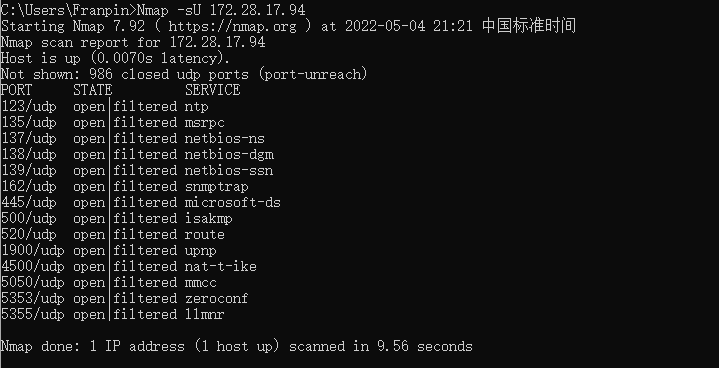 C:\Users\Franpin>Nmap -sU 172.28.17.94
Starting Nmap 7.92 ( https://nmap.org ) at 2022-05-04 21:21 中国标准时间
Nmap scan report for 172.28.17.94
Host is up (0.0070s latency).
Not shown: 986 closed udp ports (port-unreach)
PORT     STATE         SERVICE
123/udp  open|filtered ntp
135/udp  open|filtered msrpc
137/udp  open|filtered netbios-ns
138/udp  open|filtered netbios-dgm
139/udp  open|filtered netbios-ssn
162/udp  open|filtered snmptrap
445/udp  open|filtered microsoft-ds
500/udp  open|filtered isakmp
520/udp  open|filtered route
1900/udp open|filtered upnp
4500/udp open|filtered nat-t-ike
5050/udp open|filtered mmcc
5353/udp open|filtered zeroconf
5355/udp open|filtered llmnr
Nmap done: 1 IP address (1 host up) scanned in 9.56 seconds